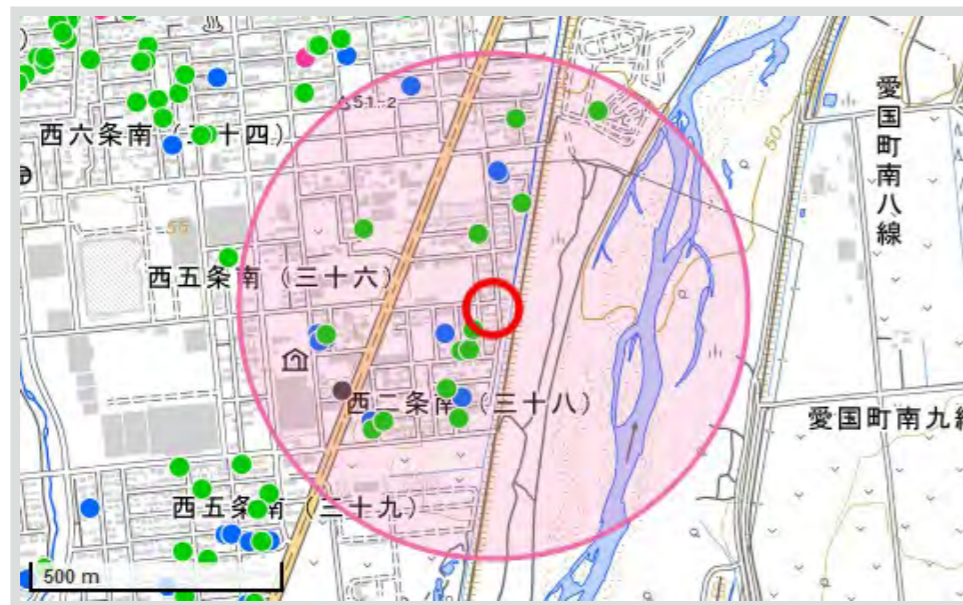 51-2
西六条南(三十四)
愛国町南八線
55
50
西五条南(三十六)
西二条南(三十八)
愛国町南九線
西五条南(三十九)
500 m